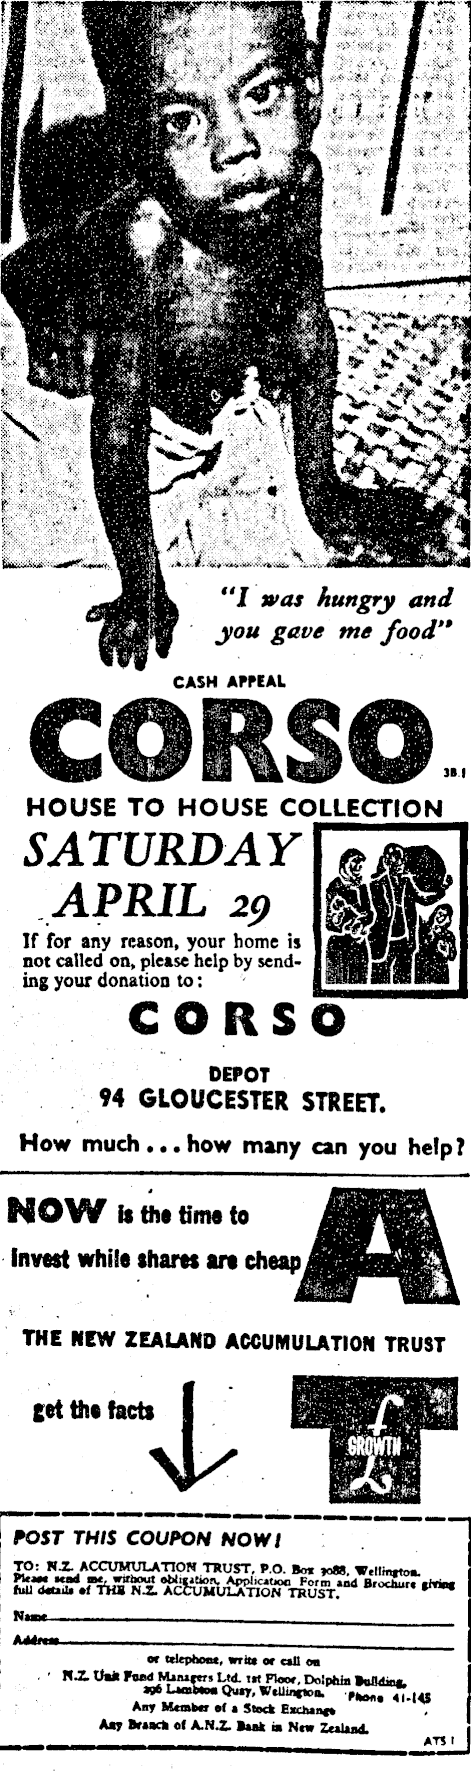 "I was hungry and
you gave me food"
CASH APPEAL
CORSO
3B.1
HOUSE TO HOUSE COLLECTION
SATURDAY
APRIL 29
If for any reason, your home is
not called on, please help by send-
ing your donation to:
CORSO
DEPOT
94 GLOUCESTER STREET.
How much ... how many can you help?
NOW is the time to
invest while shares are cheap
A
THE NEW ZEALAND ACCUMULATION TRUST
get the facts
T
£
GROWTH
POST THIS COUPON NOW!
TO: N.Z. ACCUMULATION TRUST, P.O. Box 3088, Wellington.
Please send me, without obligation, Application Form and Brochure giving
full details of THE N.Z. ACCUMULATION TRUST.
Name
Address
or telephone, write or call on
N.Z. Unit Fund Managers Ltd. 1st Floor, Dolphin Building,
296 Lambton Quay, Wellington. Phone 41-145
Any Member of a Stock Exchange
Any Branch of A.N.Z. Bank in New Zealand.
ATS 1